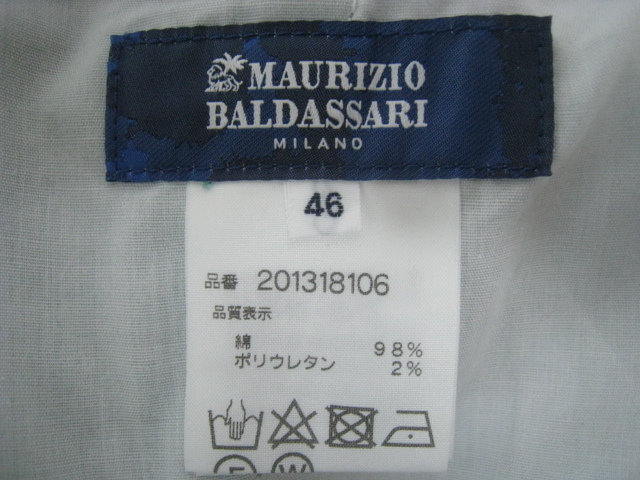 MAURIZIO
BALDASSARI
MILANO
46
品番 201318106
品質表示
綿 98%
ポリウレタン 2%
F W